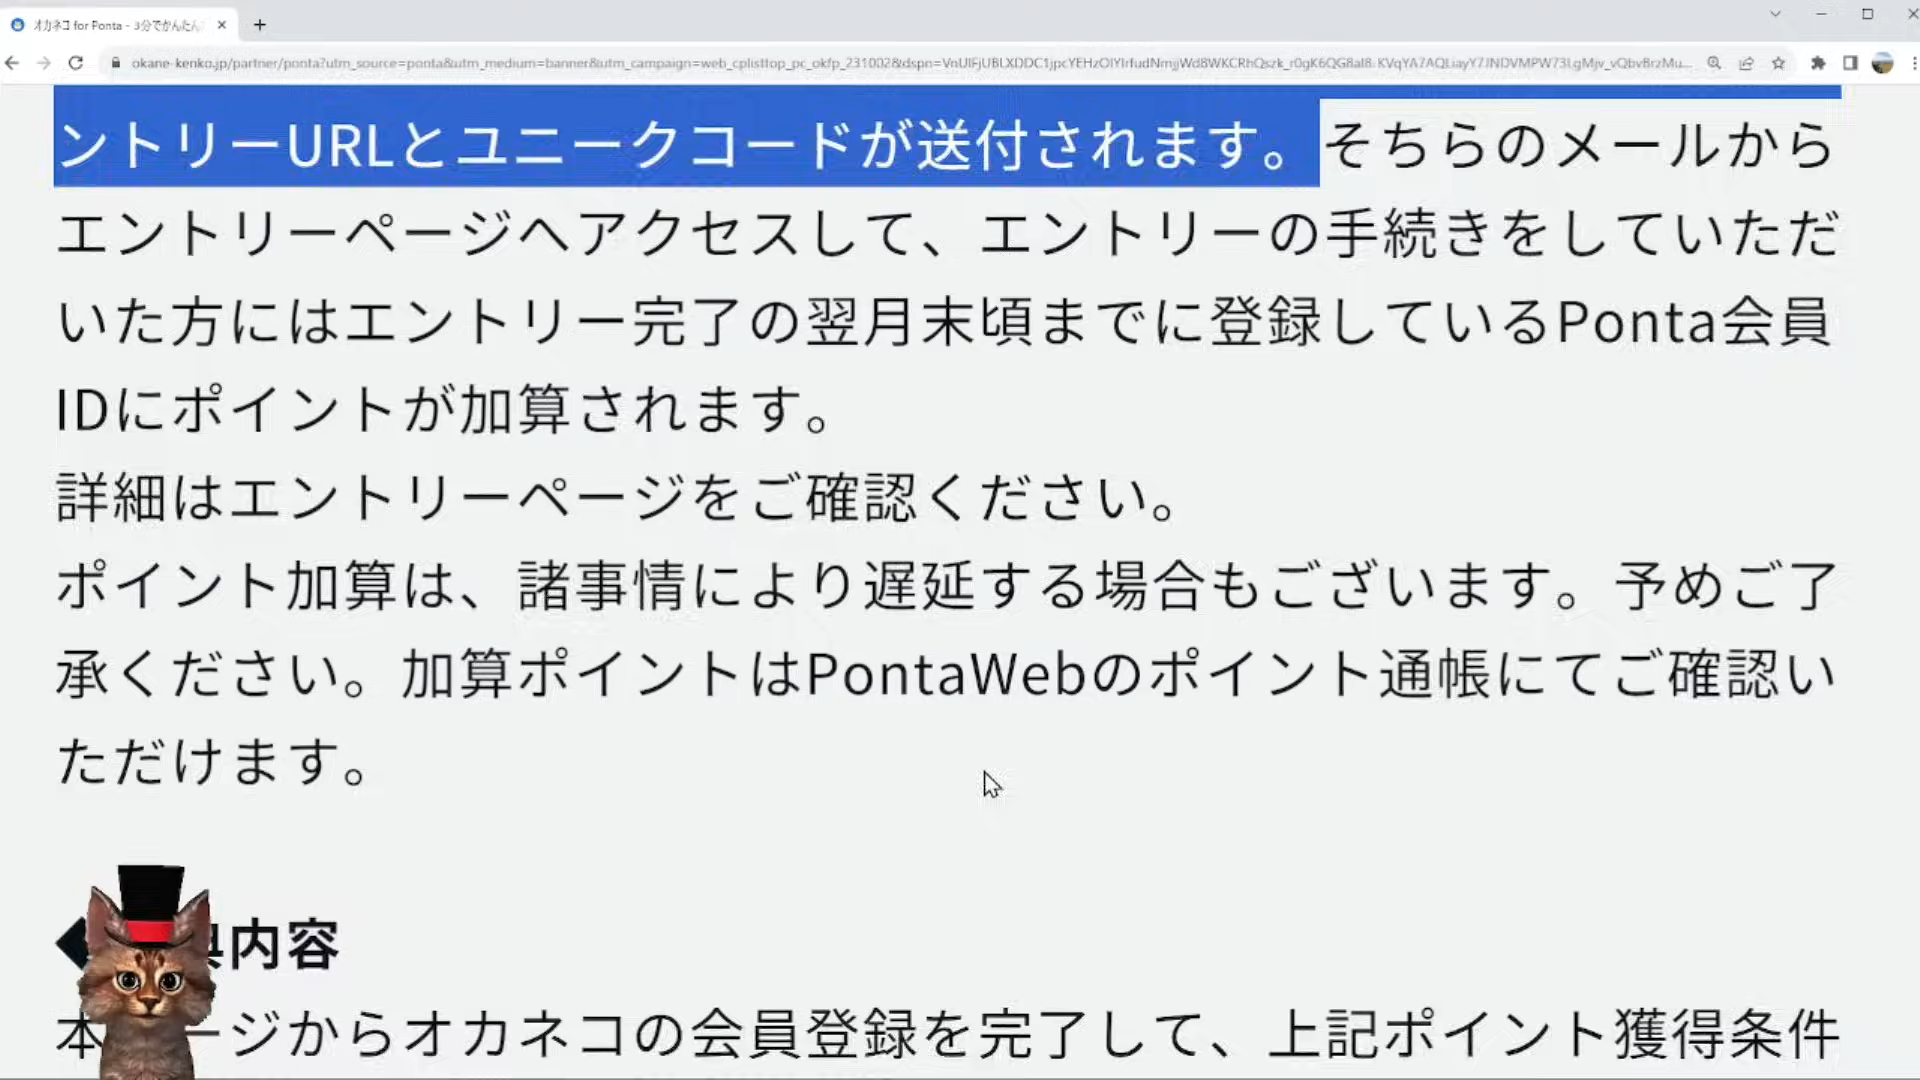 オカネコ for Ponta - 3分でかんたん
okane-kenko.jp/partner/ponta?utm_source=ponta&utm_medium=banner&utm_campaign=web_cplisttop_pc_okfp_231002&dspn=
ントリーURLとユニークコードが送付されます。そちらのメールから
エントリーページへアクセスして、エントリーの手続きをしていただ
いた方にはエントリー完了の翌月末頃までに登録しているPonta会員
IDにポイントが加算されます。
詳細はエントリーページをご確認ください。
ポイント加算は、諸事情により遅延する場合もございます。予めご了
承ください。加算ポイントはPontaWebのポイント通帳にてご確認い
ただけます。
内容
本 ージからオカネコの会員登録を完了して、上記ポイント獲得条件